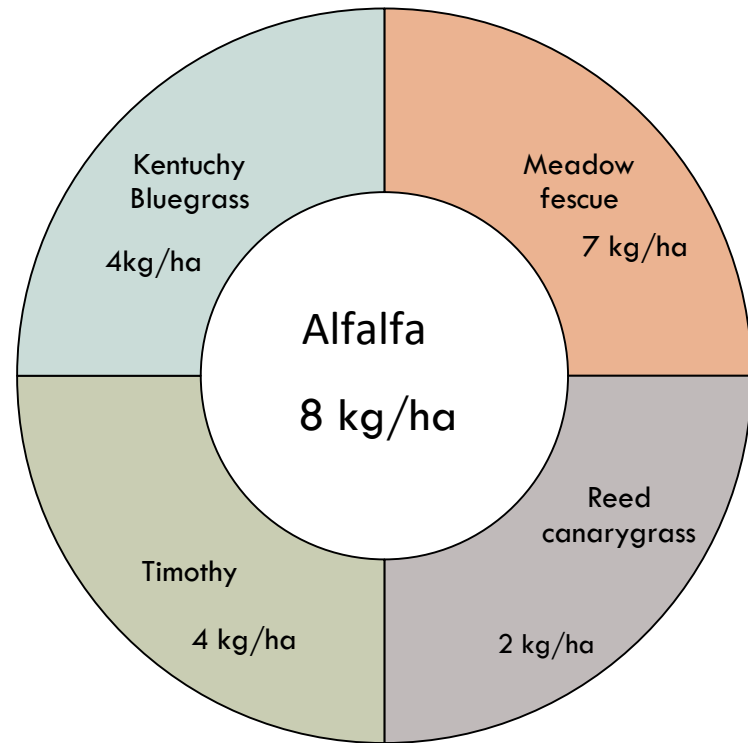 Kentuchy
Bluegrass
4kg/ha
Meadow
fescue
7 kg/ha
Alfalfa
8 kg/ha
Timothy
4 kg/ha
Reed
canarygrass
2 kg/ha